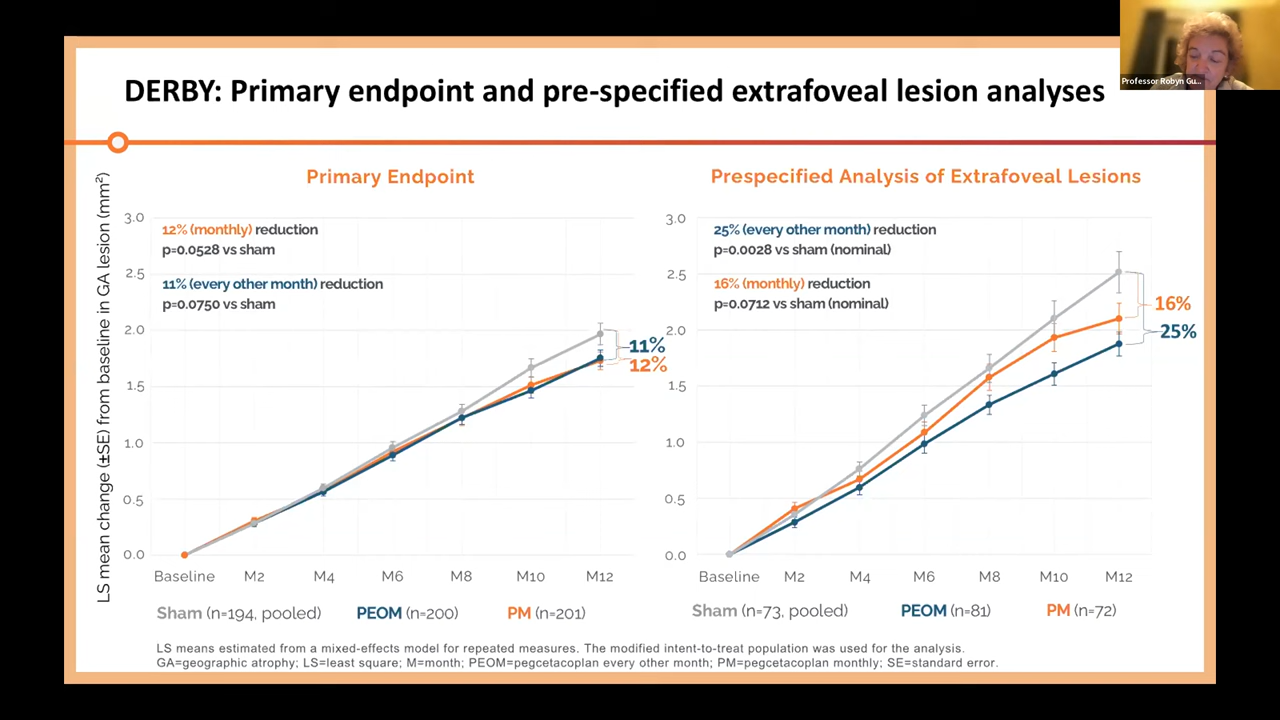 Professor Robyn Gu...
DERBY: Primary endpoint and pre-specified extrafoveal lesion analyses
LS mean change (±SE) from baseline in GA lesion (mm²)
Primary Endpoint
3.0
2.5
2.0
1.5
1.0
0.5
0.0
12% (monthly) reduction
p=0.0528 vs sham
11% (every other month) reduction
p=0.0750 vs sham
11%
12%
Baseline M2 M4 M6 M8 M10 M12
Sham (n=194, pooled) PEOM (n=200) PM (n=201)
Prespecified Analysis of Extrafoveal Lesions
3.0
2.5
2.0
1.5
1.0
0.5
0.0
25% (every other month) reduction
p=0.0028 vs sham (nominal)
16% (monthly) reduction
p=0.0712 vs sham (nominal)
16%
25%
Baseline M2 M4 M6 M8 M10 M12
Sham (n=73, pooled) PEOM (n=81) PM (n=72)
LS means estimated from a mixed-effects model for repeated measures. The modified intent-to-treat population was used for the analysis.
GA=geographic atrophy; LS=least square; M=month; PEOM=pegcetacoplan every other month; PM=pegcetacoplan monthly; SE=standard error.